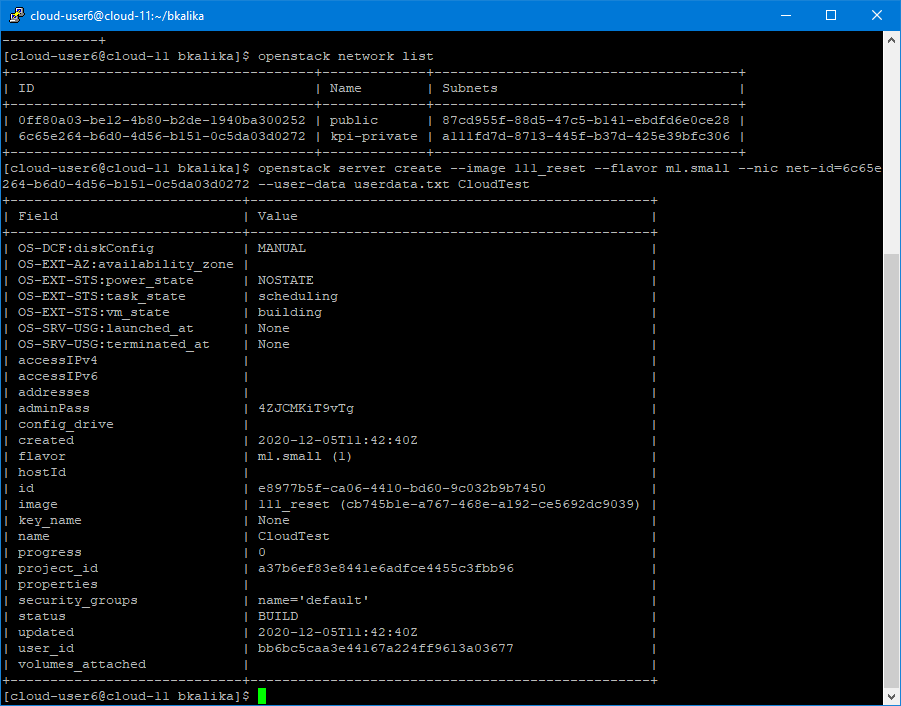 cloud-user6@cloud-11:~/bkalika
------------+
[cloud-user6@cloud-11 bkalika]$ openstack network list
+--------------------------------------+-------------+--------------------------------------+
| ID                                   | Name        | Subnets                              |
+--------------------------------------+-------------+--------------------------------------+
| 0ff80a03-be12-4b80-b2de-1940ba300252 | public      | 87cd955f-88d5-47c5-b141-ebdfd6e0ce28 |
| 6c65e264-b6d0-4d56-b151-0c5da03d0272 | kpi-private | a111fd7d-8713-445f-b37d-425e39bfc306 |
+--------------------------------------+-------------+--------------------------------------+
[cloud-user6@cloud-11 bkalika]$ openstack server create --image lll_reset --flavor m1.small --nic net-id=6c65e
264-b6d0-4d56-b151-0c5da03d0272 --user-data userdata.txt CloudTest
+-----------------------------+--------------------------------------------------+
| Field                       | Value                                            |
+-----------------------------+--------------------------------------------------+
| OS-DCF:diskConfig           | MANUAL                                           |
| OS-EXT-AZ:availability_zone |                                                  |
| OS-EXT-STS:power_state      | NOSTATE                                          |
| OS-EXT-STS:task_state       | scheduling                                       |
| OS-EXT-STS:vm_state         | building                                         |
| OS-SRV-USG:launched_at      | None                                             |
| OS-SRV-USG:terminated_at    | None                                             |
| accessIPv4                  |                                                  |
| accessIPv6                  |                                                  |
| addresses                   |                                                  |
| adminPass                   | 4ZJCMKiT9vTg                                     |
| config_drive                |                                                  |
| created                     | 2020-12-05T11:42:40Z                             |
| flavor                      | m1.small (1)                                     |
| hostId                      |                                                  |
| id                          | e8977b5f-ca06-4410-bd60-9c032b9b7450             |
| image                       | lll_reset (cb745b1e-a767-468e-a192-ce5692dc9039) |
| key_name                    | None                                             |
| name                        | CloudTest                                        |
| progress                    | 0                                                |
| project_id                  | a37b6ef83e8441e6adfce4455c3fbb96                 |
| properties                  |                                                  |
| security_groups             | name='default'                                   |
| status                      | BUILD                                            |
| updated                     | 2020-12-05T11:42:40Z                             |
| user_id                     | bb6bc5caa3e44167a224ff9613a03677                 |
| volumes_attached            |                                                  |
+-----------------------------+--------------------------------------------------+
[cloud-user6@cloud-11 bkalika]$